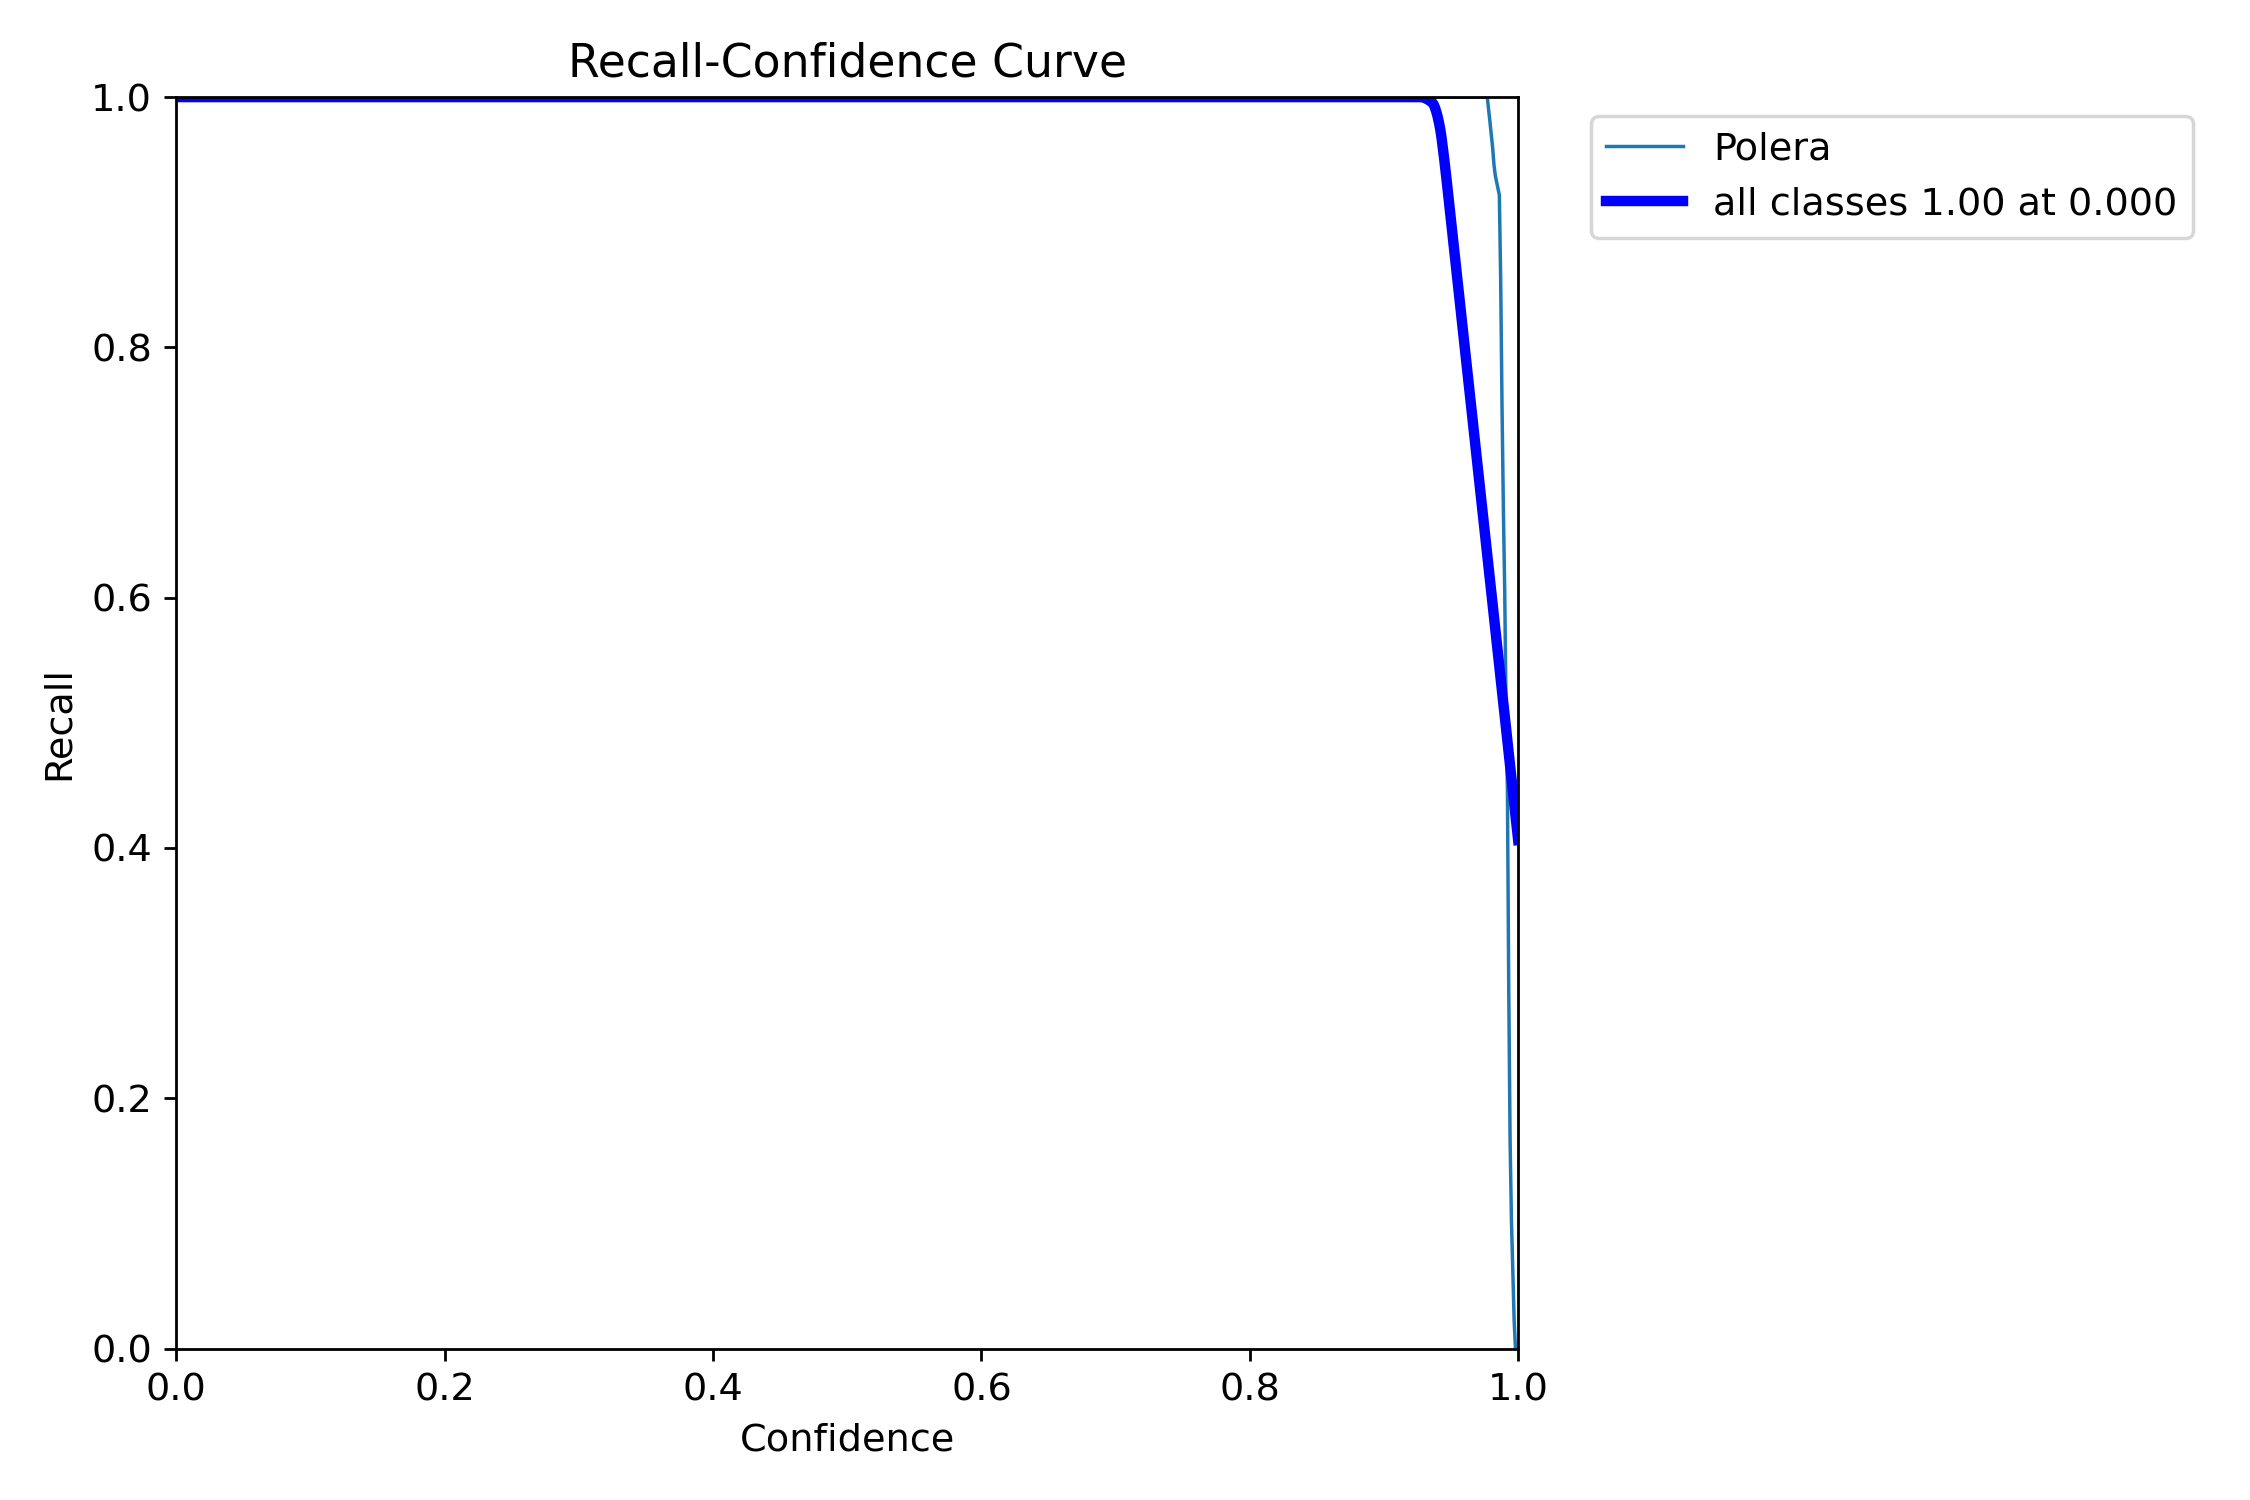 Recall-Confidence Curve
Polera
all classes 1.00 at 0.000
1.0
0.8
0.6
0.4
0.2
0.0
Recall
0.0 0.2 0.4 0.6 0.8 1.0
Confidence